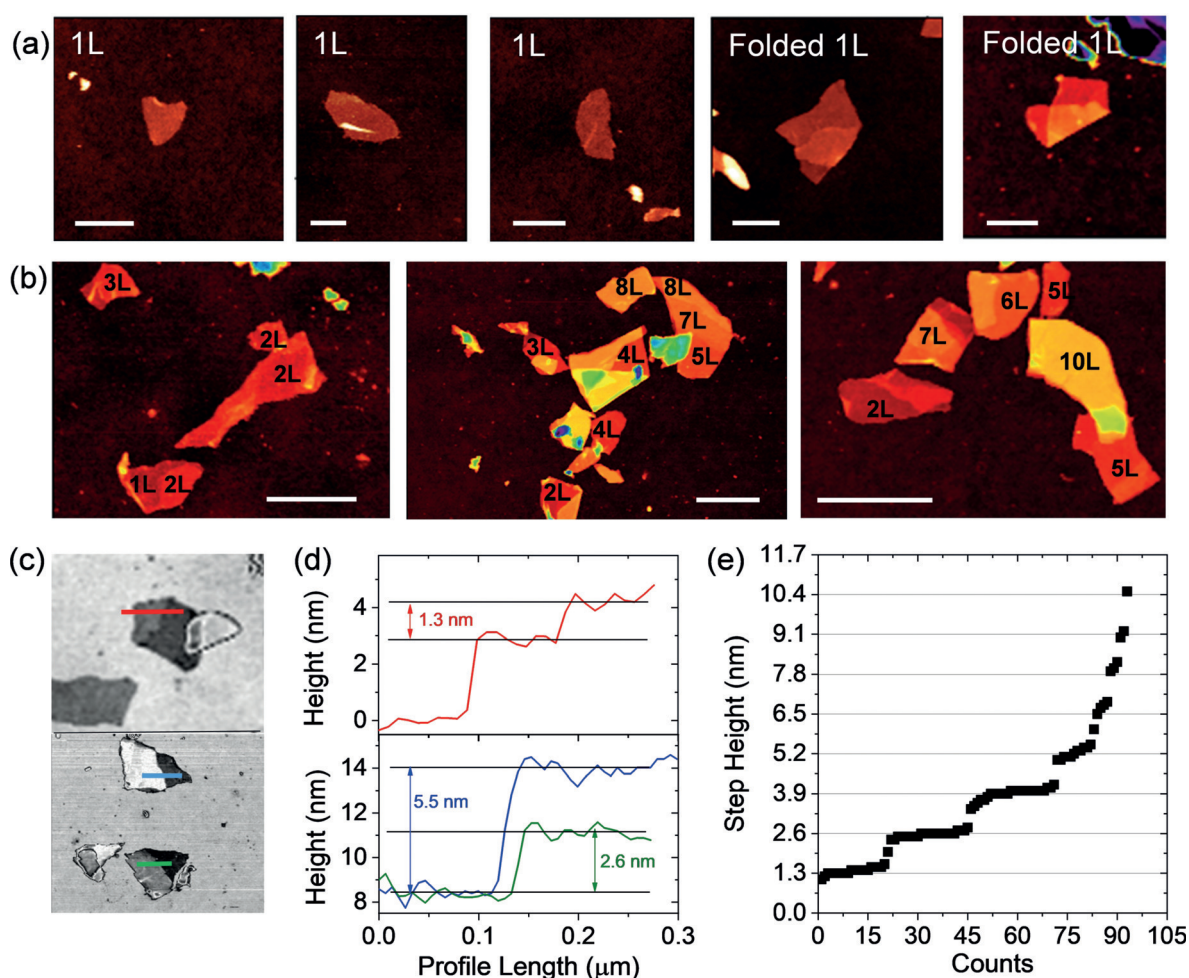 (a)
1L
1L
1L
Folded 1L
Folded 1L
(b)
3L
2L
2L
1L 2L
8L 8L
7L
3L 4L 5L
4L
2L
5L
6L
7L
10L
2L
5L
(c)
(d)
Height (nm)
4
2
0
1.3 nm
Height (nm)
14
12
10
8
5.5 nm
2.6 nm
0.0 0.1 0.2 0.3
Profile Length (μm)
(e)
Step Height (nm)
11.7
10.4
9.1
7.8
6.5
5.2
3.9
2.6
1.3
0.0
0 15 30 45 60 75 90 105
Counts